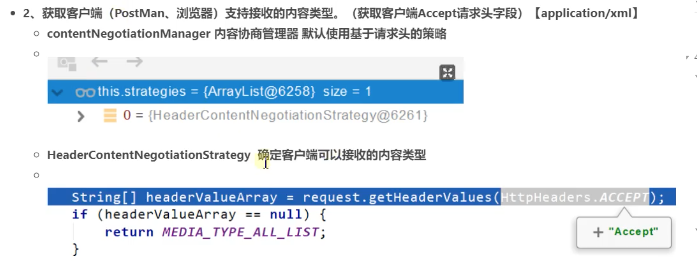 2、获取客户端（PostMan、浏览器）支持接收的内容类型。（获取客户端Accept请求头字段）【application/xml】
contentNegotiationManager 内容协商管理器 默认使用基于请求头的策略
this.strategies = {ArrayList@6258} size = 1
0 = {HeaderContentNegotiationStrategy@6261}
HeaderContentNegotiationStrategy 确定客户端可以接收的内容类型
String[] headerValueArray = request.getHeaderValues(HttpHeaders.ACCEPT);
if (headerValueArray == null) {
return MEDIA_TYPE_ALL_LIST;
+ "Accept"
}